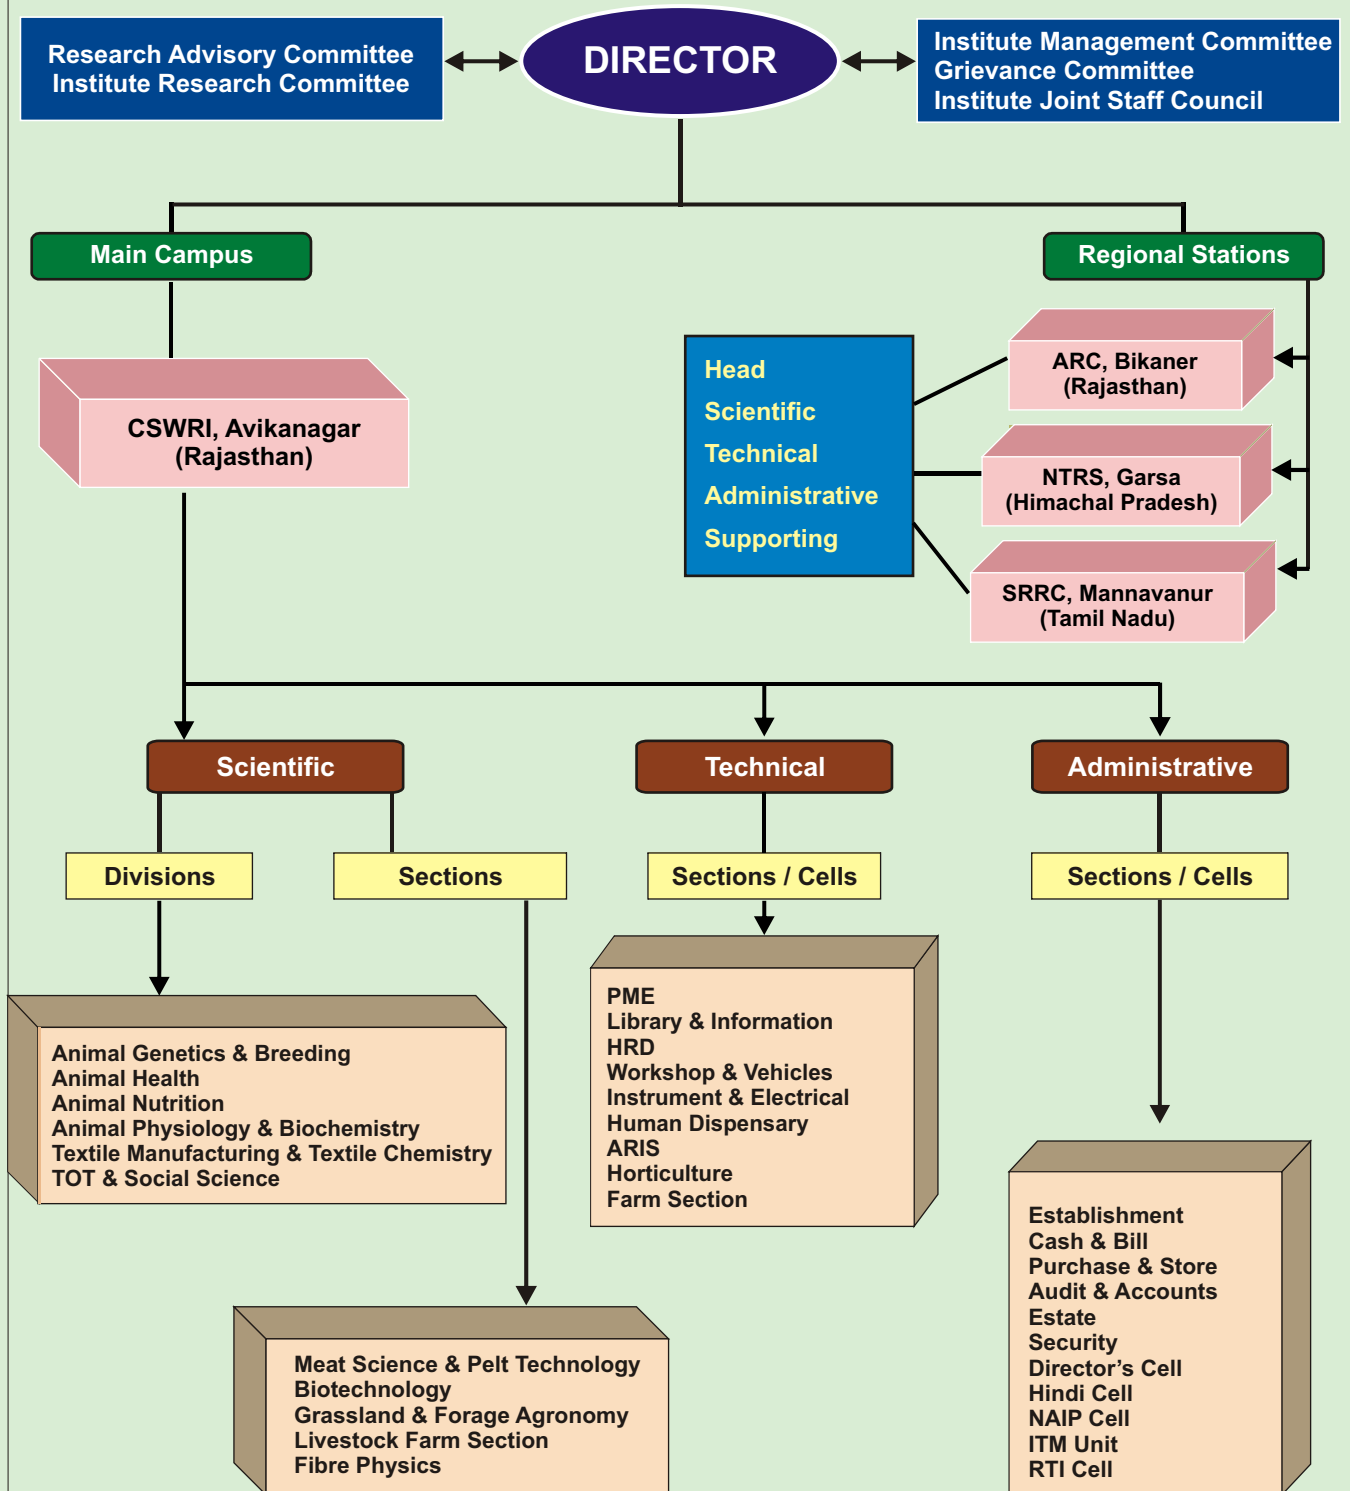 Research Advisory Committee
Institute Research Committee
DIRECTOR
Institute Management Committee
Grievance Committee
Institute Joint Staff Council
Main Campus
Regional Stations
CSWRI, Avikanagar
(Rajasthan)
Head
Scientific
Technical
Administrative
Supporting
ARC, Bikaner
(Rajasthan)
NTRS, Garsa
(Himachal Pradesh)
SRRC, Mannavanur
(Tamil Nadu)
Scientific
Technical
Administrative
Divisions
Sections
Sections / Cells
Sections / Cells
Animal Genetics & Breeding
Animal Health
Animal Nutrition
Animal Physiology & Biochemistry
Textile Manufacturing & Textile Chemistry
TOT & Social Science
PME
Library & Information
HRD
Workshop & Vehicles
Instrument & Electrical
Human Dispensary
ARIS
Horticulture
Farm Section
Meat Science & Pelt Technology
Biotechnology
Grassland & Forage Agronomy
Livestock Farm Section
Fibre Physics
Establishment
Cash & Bill
Purchase & Store
Audit & Accounts
Estate
Security
Director’s Cell
Hindi Cell
NAIP Cell
ITM Unit
RTI Cell